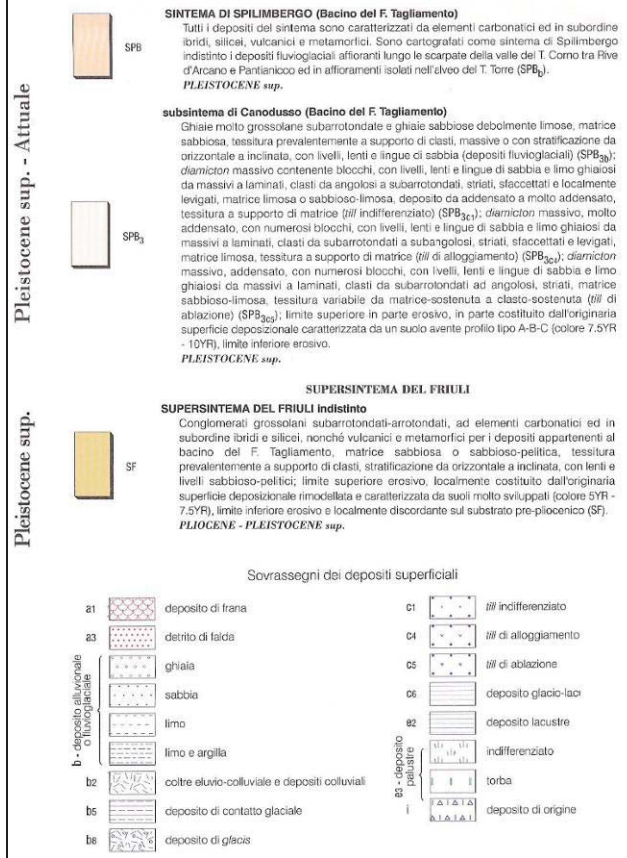 SINTEMA DI SPILIMBERGO (Bacino del F. Tagliamento)
SPB
Tutti i depositi del sintema sono caratterizzati da elementi carbonatici ed in subordine
ibridi, silicei, vulcanici e metamorfici. Sono cartografati come sintema di Spilimbergo
indistinto i depositi fluvioglaciali affioranti lungo le scarpate della valle del T. Corno tra Rive
d'Arcano e Pantianicco ed in affioramenti isolati nell'alveo del T. Torre (SPBb).
PLEISTOCENE sup.
Pleistocene sup. - Attuale
subsintema di Canodusso (Bacino del F. Tagliamento)
SPB3
Ghiaie molto grossolane subarrotondate e ghiaie sabbiose debolmente limose, matrice
sabbiosa, tessitura prevalentemente a supporto di clasti, massive o con stratificazione da
orizzontale a inclinata, con livelli, lenti e lingue di sabbia (depositi fluvioglaciali) (SPB3b);
diamicton massivo contenente blocchi, con livelli, lenti e lingue di sabbia e limo ghiaiosi
da massivi a laminati, clasti da angolosi a subarrotondati, striati, sfaccettati e localmente
levigati, matrice limosa o sabbioso-limosa, deposito da addensato a molto addensato,
tessitura a supporto di matrice (till indifferenziato) (SPB3c1); diamicton massivo, molto
addensato, con numerosi blocchi, con livelli, lenti e lingue di sabbia e limo ghiaiosi da
massivi a laminati, clasti da subarrotondati a subangolosi, striati, sfaccettati e levigati,
matrice limosa, tessitura a supporto di matrice (till di alloggiamento) (SPB3c4); diamicton
massivo, addensato, con numerosi blocchi, con livelli, lenti e lingue di sabbia e limo
ghiaiosi da massivi a laminati, clasti da subarrotondati ad angolosi, striati, matrice
sabbioso-limosa, tessitura variabile da matrice-sostenuta a clasto-sostenuta (till di
ablazione) (SPB3c5); limite superiore in parte erosivo, in parte costituito dall'originaria
superficie deposizionale caratterizzata da un suolo avente profilo tipo A-B-C (colore 7.5YR
- 10YR), limite inferiore erosivo.
PLEISTOCENE sup.
SUPERSINTEMA DEL FRIULI
Pleistocene sup.
SUPERSINTEMA DEL FRIULI indistinto
SF
Conglomerati grossolani subarrotondati-arrotondati, ad elementi carbonatici ed in
subordine ibridi e silicei, nonché vulcanici e metamorfici per i depositi appartenenti al
bacino del F. Tagliamento, matrice sabbiosa o sabbioso-pelitica, tessitura
prevalentemente a supporto di clasti, stratificazione da orizzontale a inclinata, con lenti e
livelli sabbioso-pelitici; limite superiore erosivo, localmente costituito dall'originaria
superficie deposizionale rimodellata e caratterizzata da suoli molto sviluppati (colore 5YR -
7.5YR), limite inferiore erosivo e localmente discordante sul substrato pre-pliocenico (SF).
PLIOCENE - PLEISTOCENE sup.
Sovrassegni dei depositi superficiali
a1 deposito di frana
a3 detrito di falda
b - deposito alluvionale
o fluvioglaciale
ghiaia
sabbia
limo
limo e argilla
b2 coltre eluvio-colluviale e depositi colluviali
b5 deposito di contatto glaciale
b8 deposito di glacis
c1 till indifferenziato
c4 till di alloggiamento
c5 till di ablazione
c6 deposito glacio-laci
e2 deposito lacustre
e3 - deposito
palustre
indifferenziato
torba
i deposito di origine